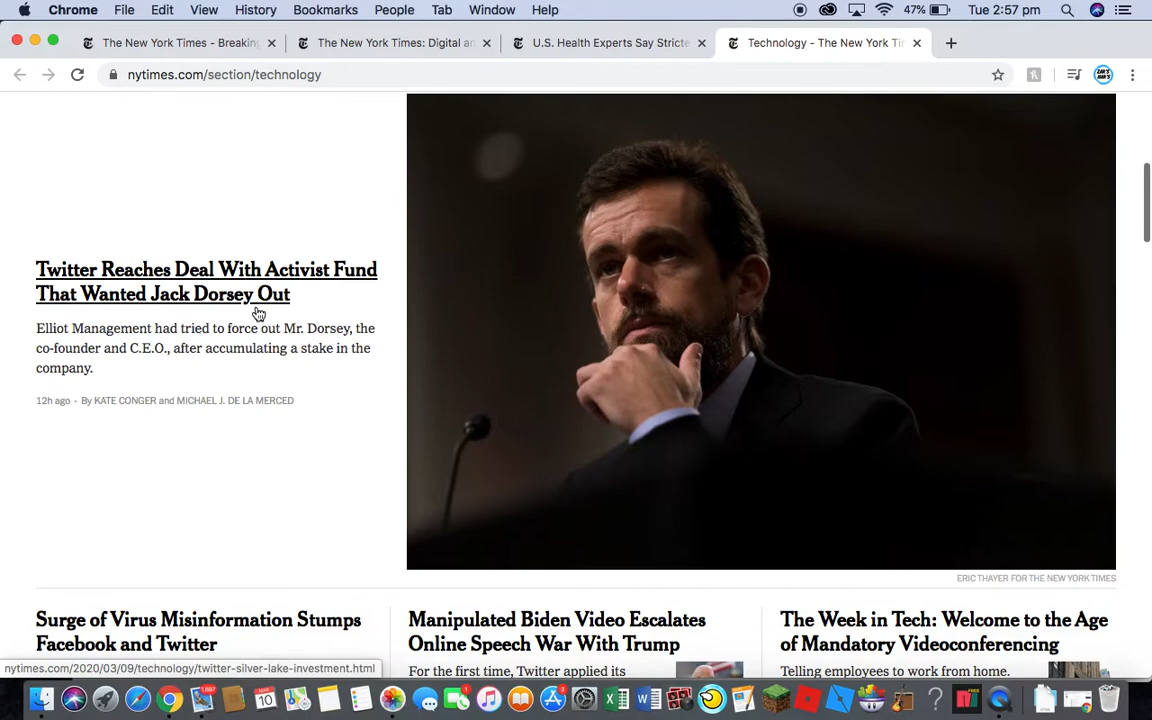 Chrome File Edit View History Bookmarks People Tab Window Help 47% Tue 2:57 pm
The New York Times - Breaking The New York Times: Digital an U.S. Health Experts Say Stricte Technology - The New York Tim
nytimes.com/section/technology
Twitter Reaches Deal With Activist Fund
That Wanted Jack Dorsey Out
Elliot Management had tried to force out Mr. Dorsey, the
co-founder and C.E.O., after accumulating a stake in the
company.
12h ago · By KATE CONGER and MICHAEL J. DE LA MERCED
ERIC THAYER FOR THE NEW YORK TIMES
Surge of Virus Misinformation Stumps
Facebook and Twitter
Manipulated Biden Video Escalates
Online Speech War With Trump
For the first time, Twitter applied its
The Week in Tech: Welcome to the Age
of Mandatory Videoconferencing
Telling employees to work from home.
nytimes.com/2020/03/09/technology/twitter-silver-lake-investment.html